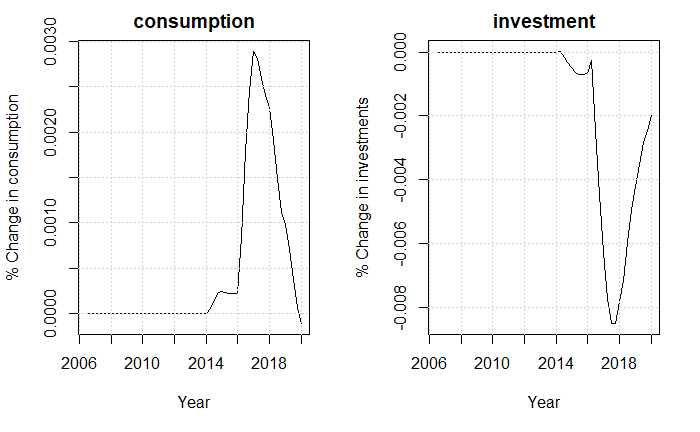 consumption
% Change in consumption
0.0000
0.0010
0.0020
0.0030
2006
2010
2014
2018
Year
investment
% Change in investments
-0.008
-0.006
-0.004
-0.002
0.000
2006
2010
2014
2018
Year